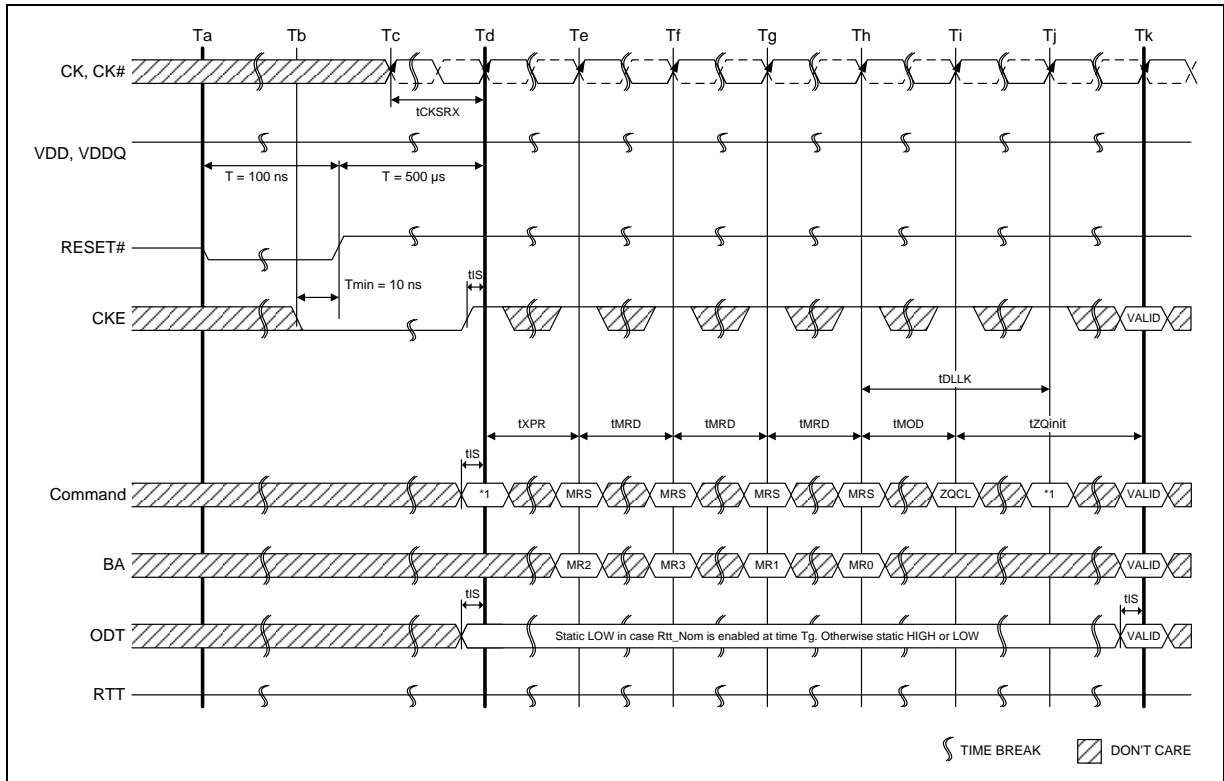 Ta Tb Tc Td Te Tf Tg Th Ti Tj Tk
CK, CK#
tCKSRX
VDD, VDDQ
T = 100 ns T = 500 µs
RESET#
tIS
Tmin = 10 ns
CKE
VALID
tDLLK
tXPR tMRD tMRD tMRD tMOD tZQinit
tIS
Command
*1 MRS MRS MRS MRS ZQCL *1 VALID
BA
MR2 MR3 MR1 MR0 VALID
tIS tIS
ODT
Static LOW in case Rtt_Nom is enabled at time Tg. Otherwise static HIGH or LOW VALID
RTT
TIME BREAK DON'T CARE